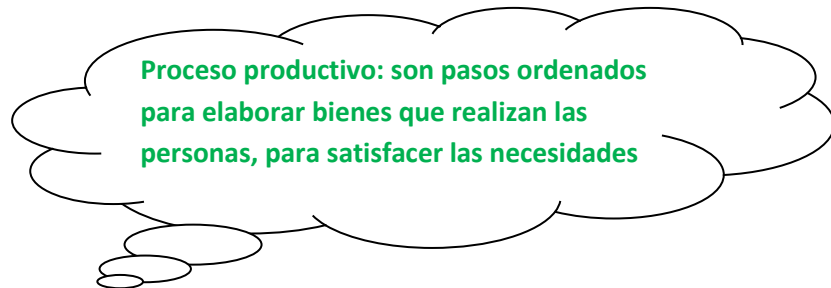 Proceso productivo: son pasos ordenados
para elaborar bienes que realizan las
personas, para satisfacer las necesidades